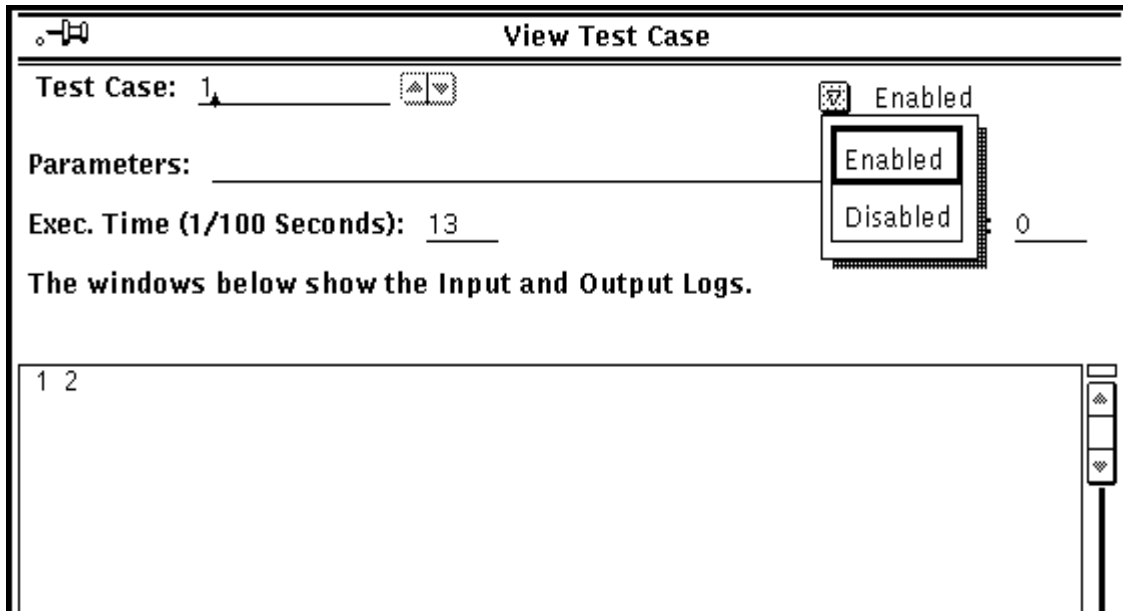 View Test Case
Test Case: 1
Enabled
Enabled
Parameters:
Disabled
Exec. Time (1/100 Seconds): 13 : 0
The windows below show the Input and Output Logs.
1 2